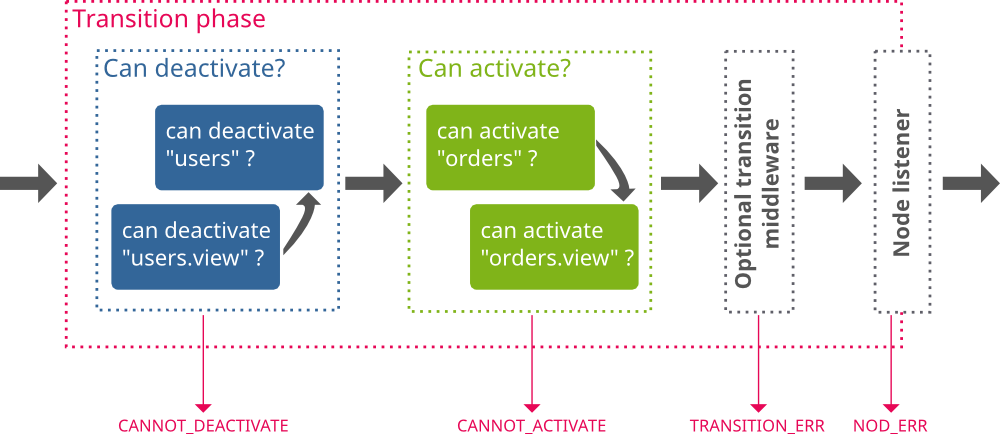 Transition phase
Can deactivate?
can deactivate
"users" ?
can deactivate
"users.view" ?
Can activate?
can activate
"orders" ?
can activate
"orders.view" ?
Optional transition
middleware
Node listener
CANNOT_DEACTIVATE
CANNOT_ACTIVATE
TRANSITION_ERR
NOD_ERR